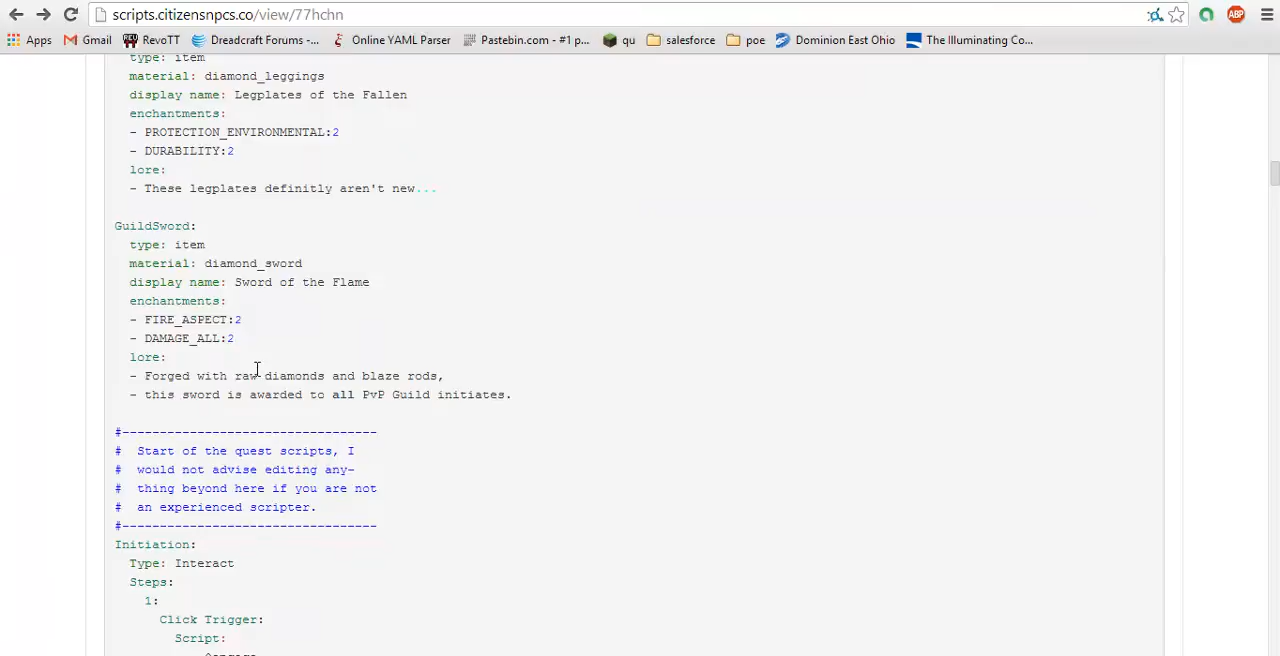 scripts.citizensnpcs.co/view/77hchn
ABP
Apps Gmail RevoTT Dreadcraft Forums -... Online YAML Parser Pastebin.com - #1 p... qu salesforce poe Dominion East Ohio The Illuminating Co...
type: item
material: diamond_leggings
display name: Legplates of the Fallen
enchantments:
- PROTECTION_ENVIRONMENTAL:2
- DURABILITY:2
lore:
- These legplates definitly aren't new...
GuildSword:
type: item
material: diamond_sword
display name: Sword of the Flame
enchantments:
- FIRE_ASPECT:2
- DAMAGE_ALL:2
lore:
- Forged with raw diamonds and blaze rods,
- this sword is awarded to all PvP Guild initiates.
#----------------------------------
# Start of the quest scripts, I
# would not advise editing any-
# thing beyond here if you are not
# an experienced scripter.
#----------------------------------
Initiation:
Type: Interact
Steps:
1:
Click Trigger:
Script: